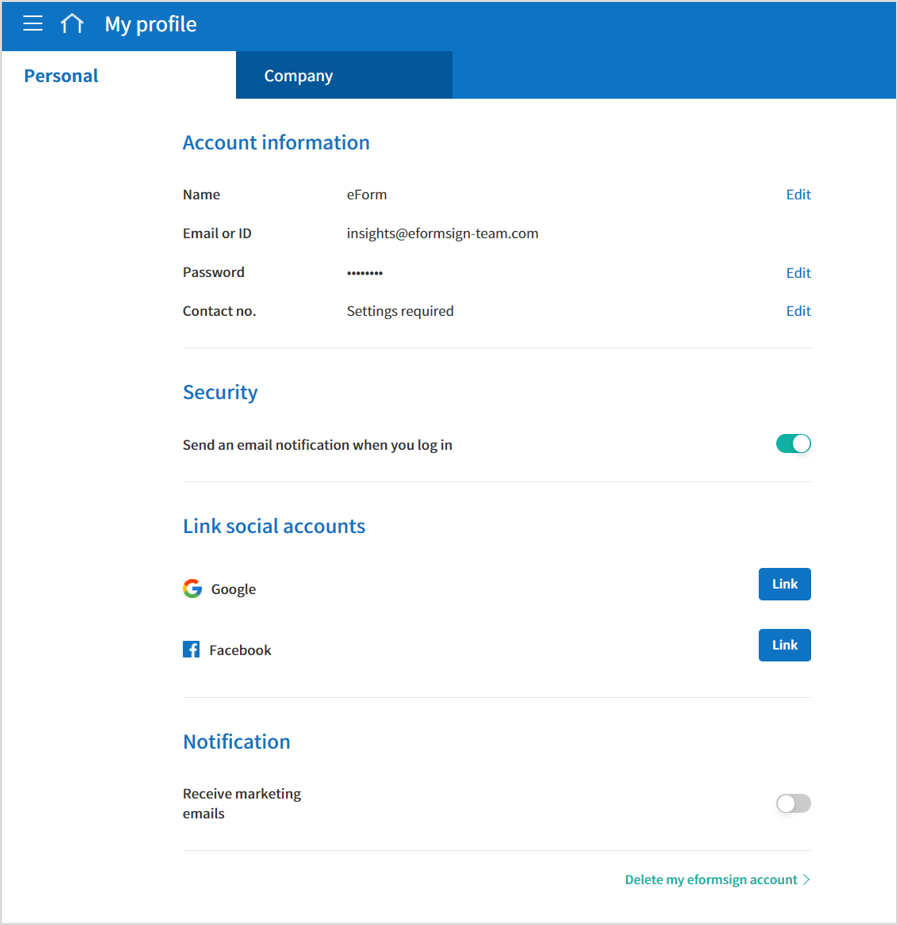 My profile
Personal
Company
Account information
Name eForm Edit
Email or ID insights@eformsign-team.com
Password •••••••• Edit
Contact no. Settings required Edit
Security
Send an email notification when you log in
Link social accounts
Google Link
Facebook Link
Notification
Receive marketing
emails
Delete my eformsign account >